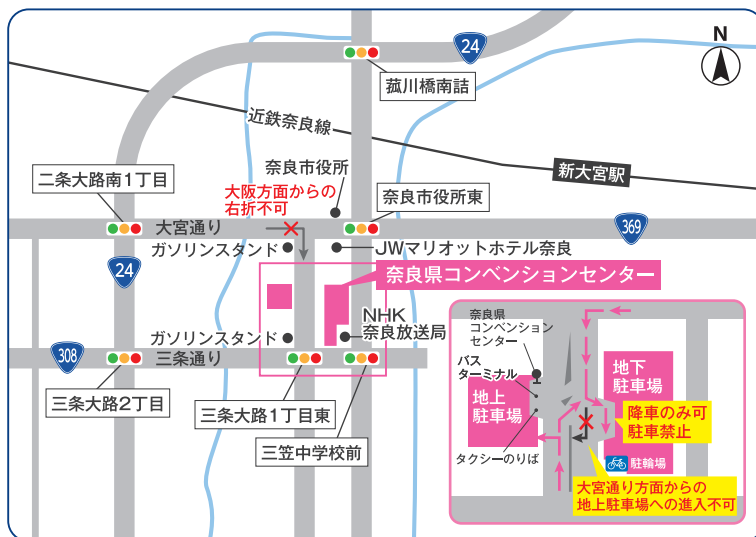 N
24
菰川橋南詰
近鉄奈良線
新大宮駅
奈良市役所
二条大路南1丁目
大阪方面からの
右折不可
奈良市役所東
大宮通り
369
ガソリンスタンド
JWマリオットホテル奈良
24
奈良県コンベンションセンター
NHK
奈良放送局
ガソリンスタンド
308
三条通り
三条大路2丁目
三条大路1丁目東
三笠中学校前
奈良県
コンベンション
センター
バス
ターミナル
地下
駐車場
地上
駐車場
降車のみ可
駐車禁止
タクシーのりば
駐輪場
大宮通り方面からの
地上駐車場への進入不可